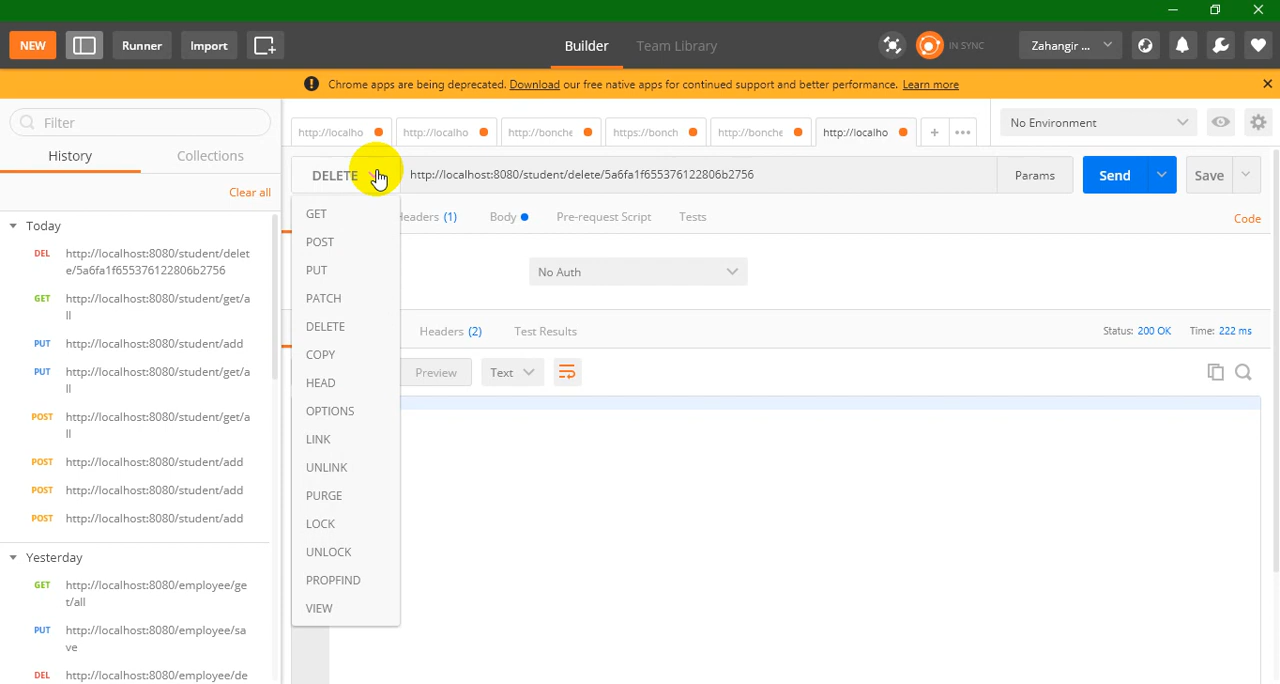 NEW
Runner
Import
Builder
Team Library
IN SYNC
Zahangir ...
Chrome apps are being deprecated. Download our free native apps for continued support and better performance. Learn more
Filter
http://localho
http://localho
http://bonche
https://bonch
http://bonche
http://localho
No Environment
History
Collections
DELETE
http://localhost:8080/student/delete/5a6fa1f655376122806b2756
Params
Send
Save
Clear all
Headers (1)
Body
Pre-request Script
Tests
Code
GET
POST
PUT
PATCH
DELETE
COPY
HEAD
OPTIONS
LINK
UNLINK
PURGE
LOCK
UNLOCK
PROPFIND
VIEW
No Auth
Headers (2)
Test Results
Status: 200 OK
Time: 222 ms
Preview
Text
Today
DEL http://localhost:8080/student/delet
e/5a6fa1f655376122806b2756
GET http://localhost:8080/student/get/a
ll
PUT http://localhost:8080/student/add
PUT http://localhost:8080/student/get/a
ll
POST http://localhost:8080/student/get/a
ll
POST http://localhost:8080/student/add
POST http://localhost:8080/student/add
POST http://localhost:8080/student/add
Yesterday
GET http://localhost:8080/employee/ge
t/all
PUT http://localhost:8080/employee/sa
ve
DEL http://localhost:8080/employee/de